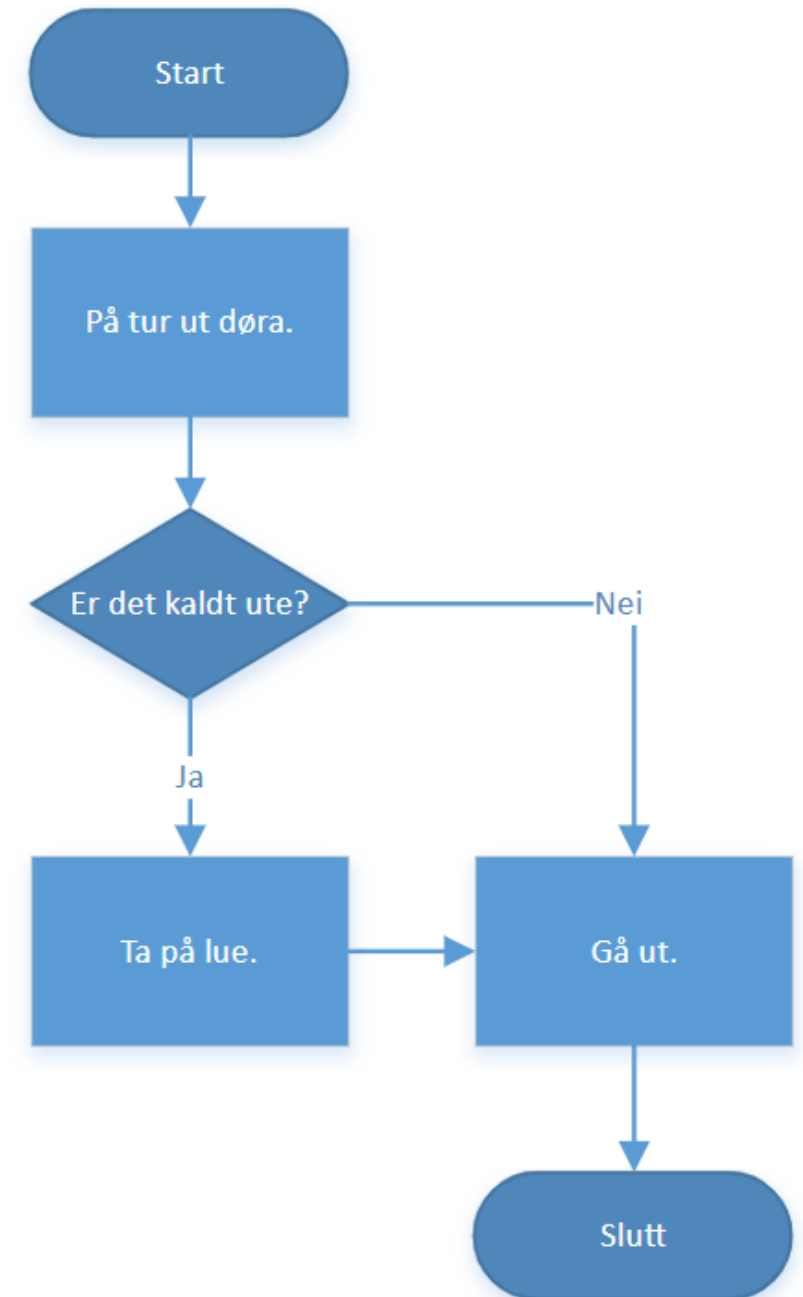 Start
På tur ut døra.
Er det kaldt ute?
Nei
Ja
Ta på lue.
Gå ut.
Slutt